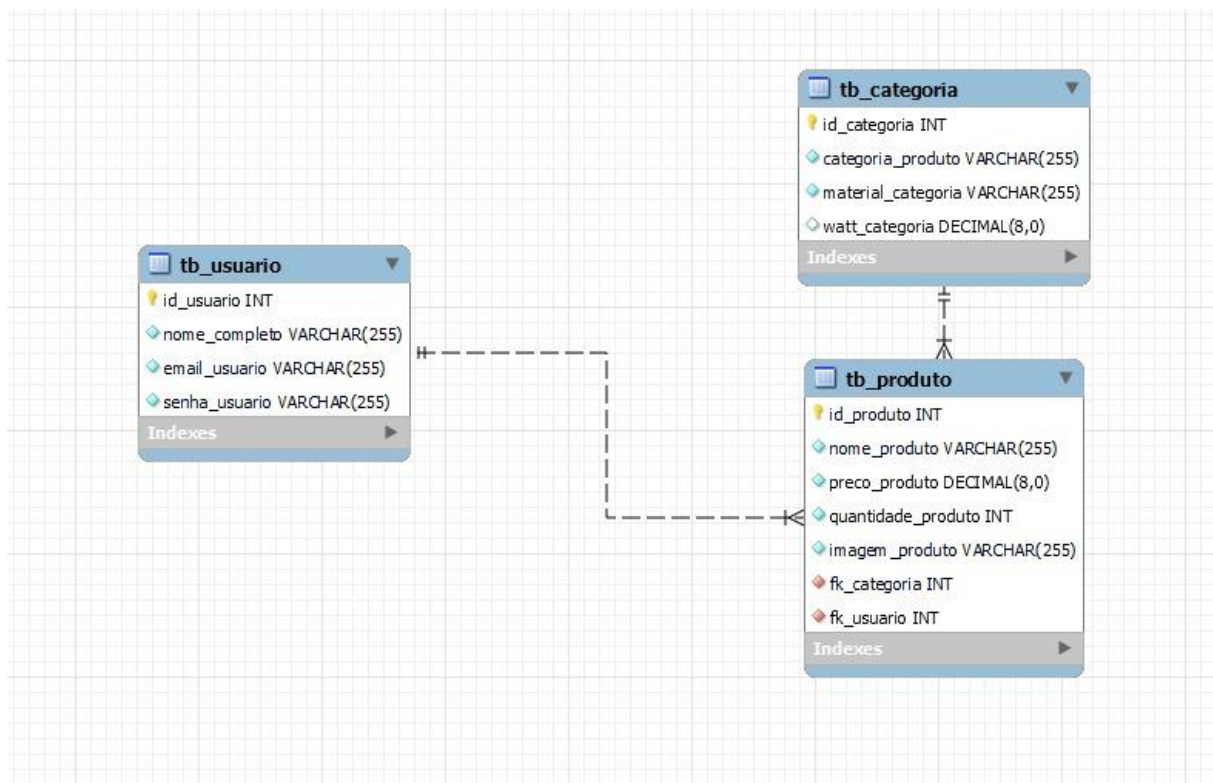 tb_categoria
id_categoria INT
categoria_produto VARCHAR(255)
material_categoria VARCHAR(255)
watt_categoria DECIMAL(8,0)
Indexes
tb_usuario
id_usuario INT
nome_completo VARCHAR(255)
email_usuario VARCHAR(255)
senha_usuario VARCHAR(255)
Indexes
tb_produto
id_produto INT
nome_produto VARCHAR(255)
preco_produto DECIMAL(8,0)
quantidade_produto INT
imagem_produto VARCHAR(255)
fk_categoria INT
fk_usuario INT
Indexes